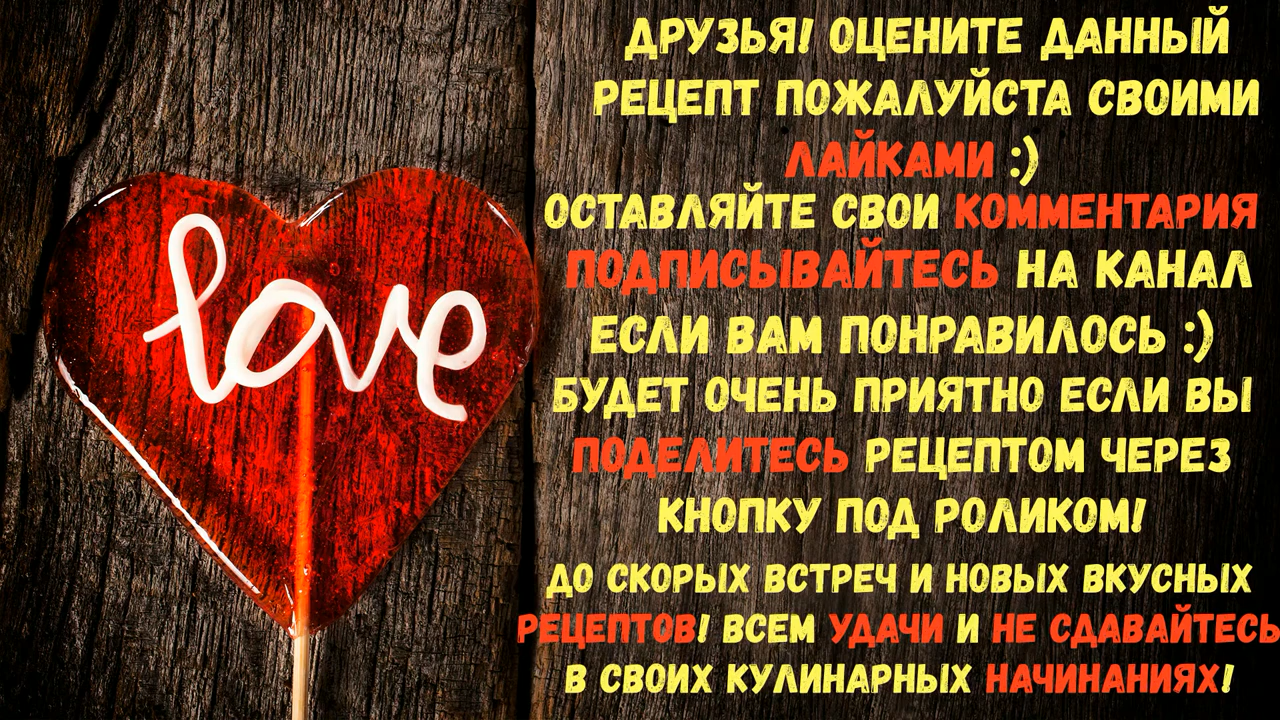 love
ДРУЗЬЯ! ОЦЕНИТЕ ДАННЫЙ
РЕЦЕПТ ПОЖАЛУЙСТА СВОИМИ
ЛАЙКАМИ :)
ОСТАВЛЯЙТЕ СВОИ КОММЕНТАРИЯ
ПОДПИСЫВАЙТЕСЬ НА КАНАЛ
ЕСЛИ ВАМ ПОНРАВИЛОСЬ :)
БУДЕТ ОЧЕНЬ ПРИЯТНО ЕСЛИ ВЫ
ПОДЕЛИТЕСЬ РЕЦЕПТОМ ЧЕРЕЗ
КНОПКУ ПОД РОЛИКОМ!
ДО СКОРЫХ ВСТРЕЧ И НОВЫХ ВКУСНЫХ
РЕЦЕПТОВ! ВСЕМ УДАЧИ И НЕ СДАВАЙТЕСЬ
В СВОИХ КУЛИНАРНЫХ НАЧИНАНИЯХ!